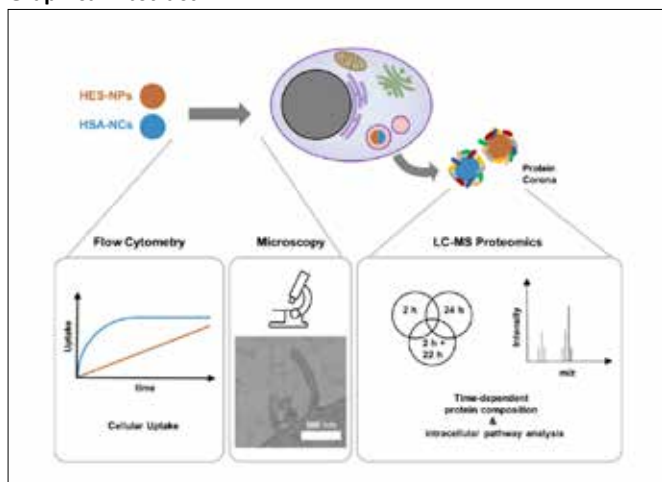 HES-NPs
HSA-NCs
Protein
Corona
Flow Cytometry
Uptake
time
Cellular Uptake
Microscopy
LC-MS Proteomics
2 h
24 h
2 h +
22 h
Intensity
m/z
Time-dependent
protein composition
&
intracellular pathway analysis